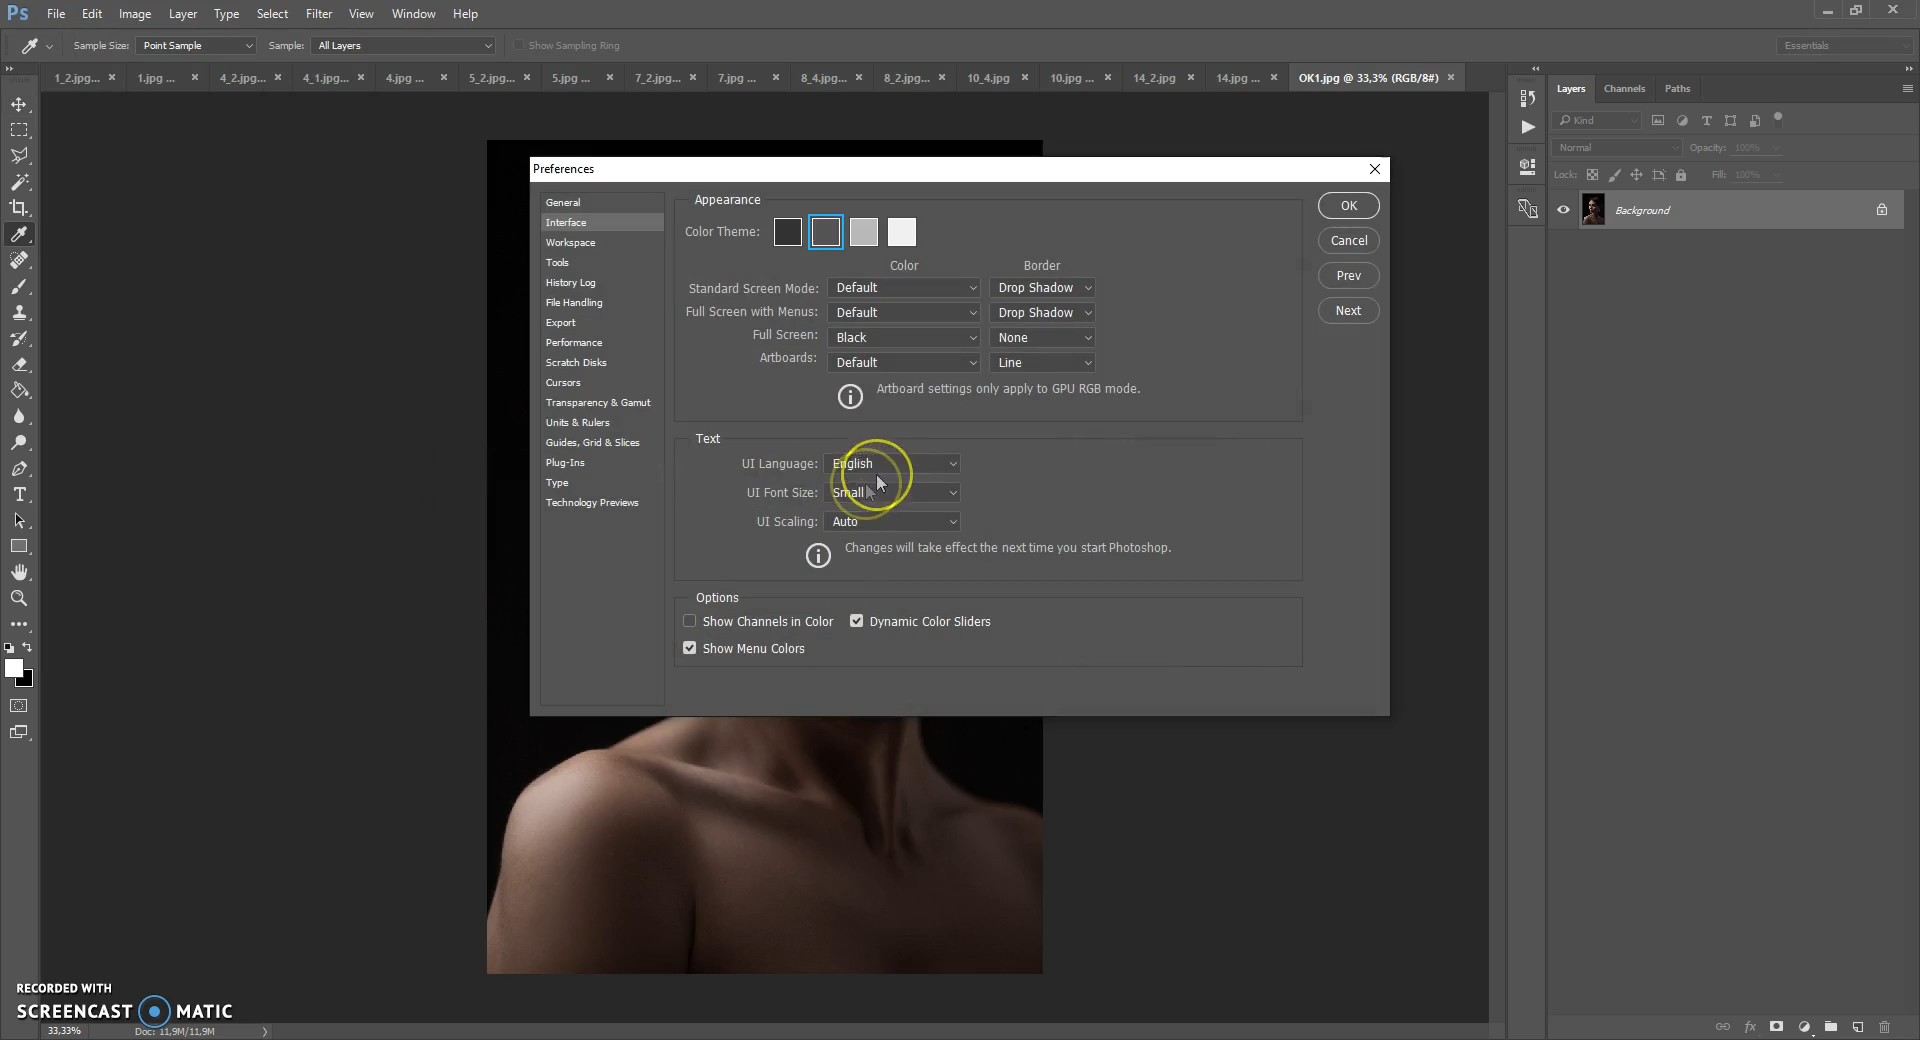 Ps File Edit Image Layer Type Select Filter View Window Help
Sample Size: Point Sample Sample: All Layers Show Sampling Ring Essentials
1_2.jpg... 1.jpg ... 4_2.jpg... 4_1.jpg... 4.jpg ... 5_2.jpg... 5.jpg ... 7_2.jpg... 7.jpg ... 8_4.jpg... 8_2.jpg... 10_4.jpg 10.jpg ... 14_2.jpg 14.jpg ... OK1.jpg @ 33,3% (RGB/8#)
Preferences
General
Interface
Workspace
Tools
History Log
File Handling
Export
Performance
Scratch Disks
Cursors
Transparency & Gamut
Units & Rulers
Guides, Grid & Slices
Plug-Ins
Type
Technology Previews
Appearance
Color Theme:
Color Border
Standard Screen Mode: Default Drop Shadow
Full Screen with Menus: Default Drop Shadow
Full Screen: Black None
Artboards: Default Line
Artboard settings only apply to GPU RGB mode.
Text
UI Language: English
UI Font Size: Small
UI Scaling: Auto
Changes will take effect the next time you start Photoshop.
Options
Show Channels in Color Dynamic Color Sliders
Show Menu Colors
OK
Cancel
Prev
Next
Layers Channels Paths
Kind
Normal Opacity: 100%
Lock: Fill: 100%
Background
RECORDED WITH
SCREENCAST MATIC
33,33% Doc: 11,9M/11,9M
fx